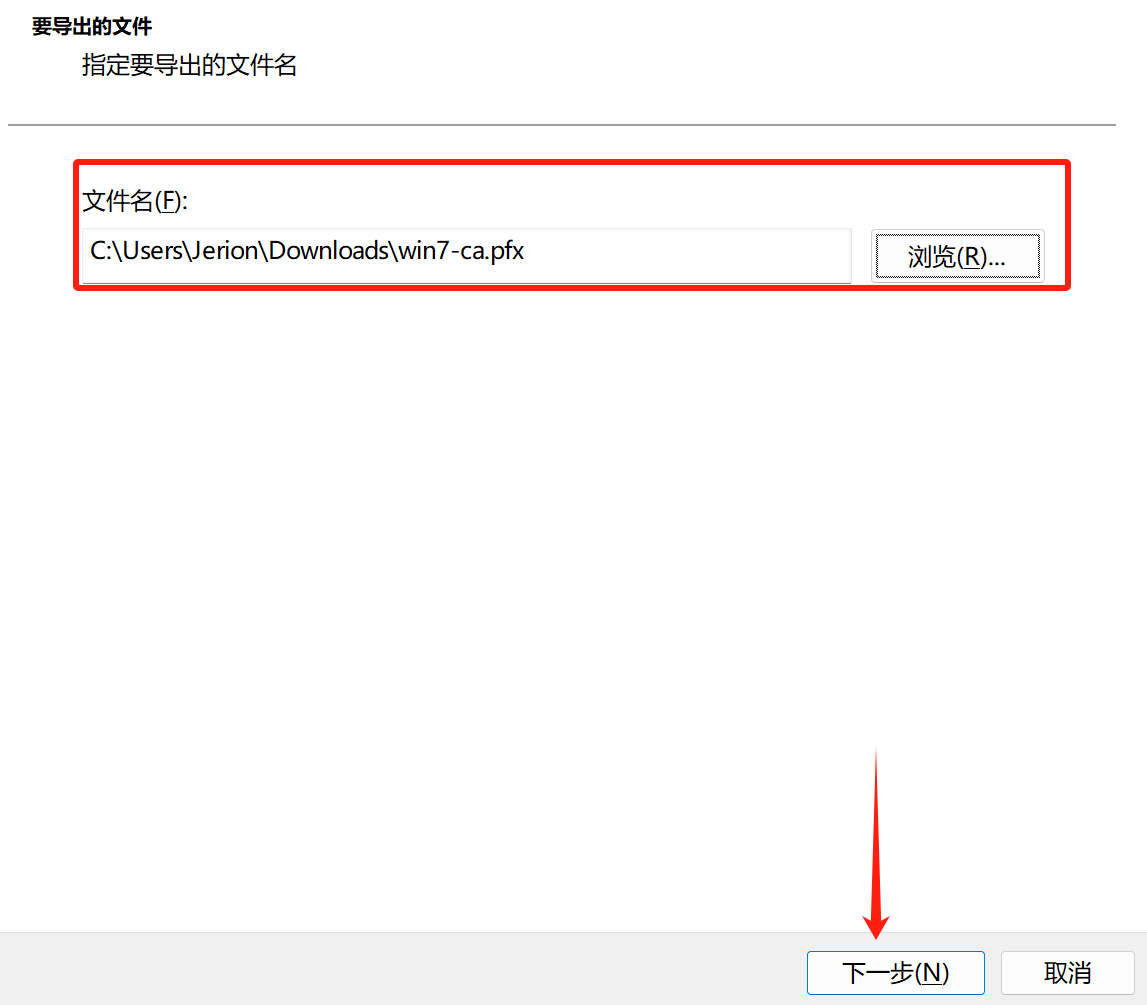 要导出的文件
指定要导出的文件名
文件名(F):
C:\Users\Jerion\Downloads\win7-ca.pfx
浏览(R)...
下一步(N)
取消